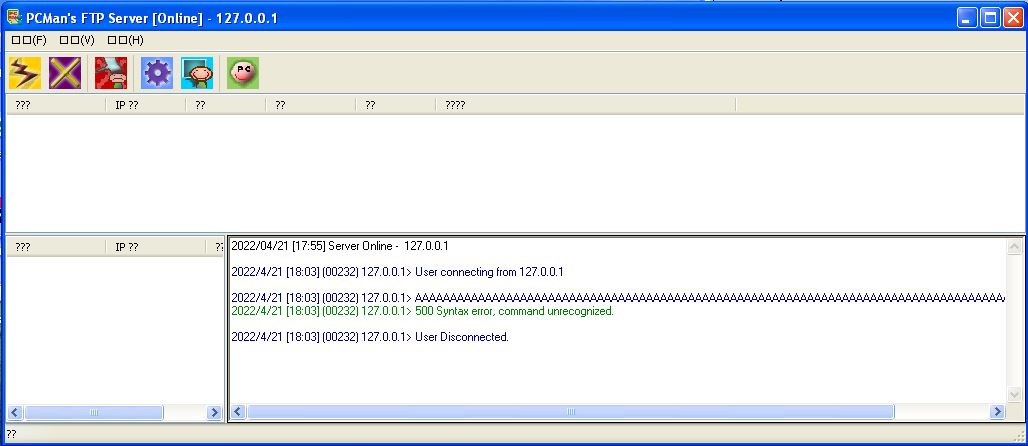 PCMan's FTP Server [Online] - 127.0.0.1
□□(F) □□(V) □□(H)
??? IP ?? ?? ?? ?? ????
??? IP ?? ??
2022/04/21 [17:55] Server Online - 127.0.0.1
2022/4/21 [18:03] (00232) 127.0.0.1> User connecting from 127.0.0.1
2022/4/21 [18:03] (00232) 127.0.0.1> AAAAAAAAAAAAAAAAAAAAAAAAAAAAAAAAAAAAAAAAAAAAAAAAAAAAAAAAAAAAAAAAAAAAAAAAAAAAAAAAAAAA
2022/4/21 [18:03] (00232) 127.0.0.1> 500 Syntax error, command unrecognized.
2022/4/21 [18:03] (00232) 127.0.0.1> User Disconnected.
??